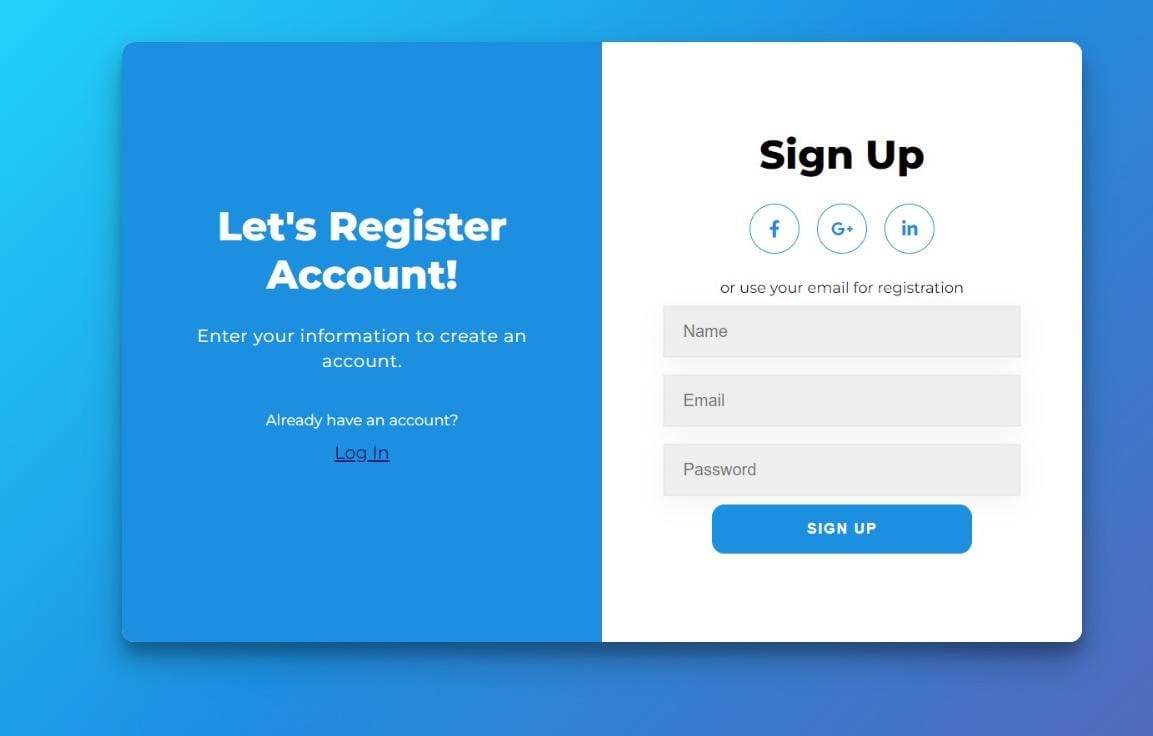 Let's Register
Account!
Enter your information to create an
account.
Already have an account?
Log In
Sign Up
f
G+
in
or use your email for registration
Name
Email
Password
SIGN UP